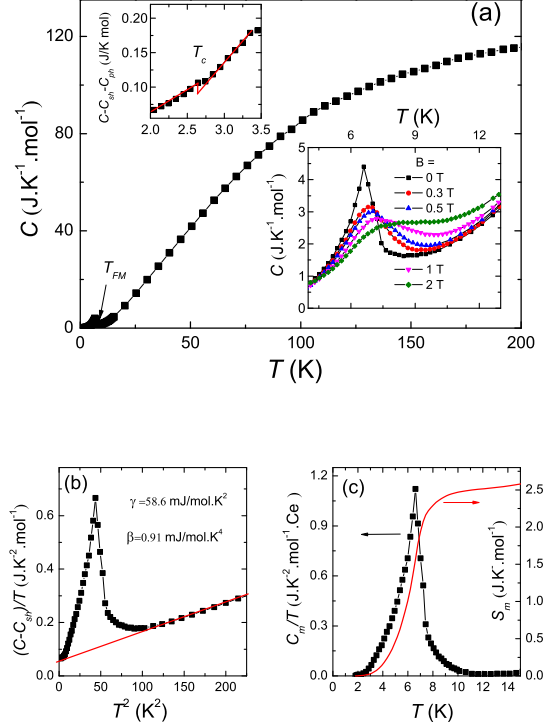 (a)
C (J.K⁻¹.mol⁻¹)
120
80
40
0
0
50
100
150
200
T (K)
T_FM
C-C_sh-C_ph (J/K mol)
0.20
0.15
0.10
2.0
2.5
3.0
3.5
T_c
T (K)
6
9
12
C (J.K⁻¹.mol⁻¹)
5
4
3
2
1
0
B =
0 T
0.3 T
0.5 T
1 T
2 T
(b)
γ =58.6 mJ/mol.K²
β=0.91 mJ/mol.K⁴
(C-C_sh)/T (J.K⁻².mol⁻¹)
0.6
0.4
0.2
0.0
0
50
100
150
200
T² (K²)
(c)
C_m/T (J.K⁻².mol⁻¹.Ce)
1.2
0.9
0.6
0.3
0.0
0
2
4
6
8
10
12
14
T (K)
2.5
2.0
1.5
1.0
0.5
0.0
S_m (J.K⁻.mol⁻¹)